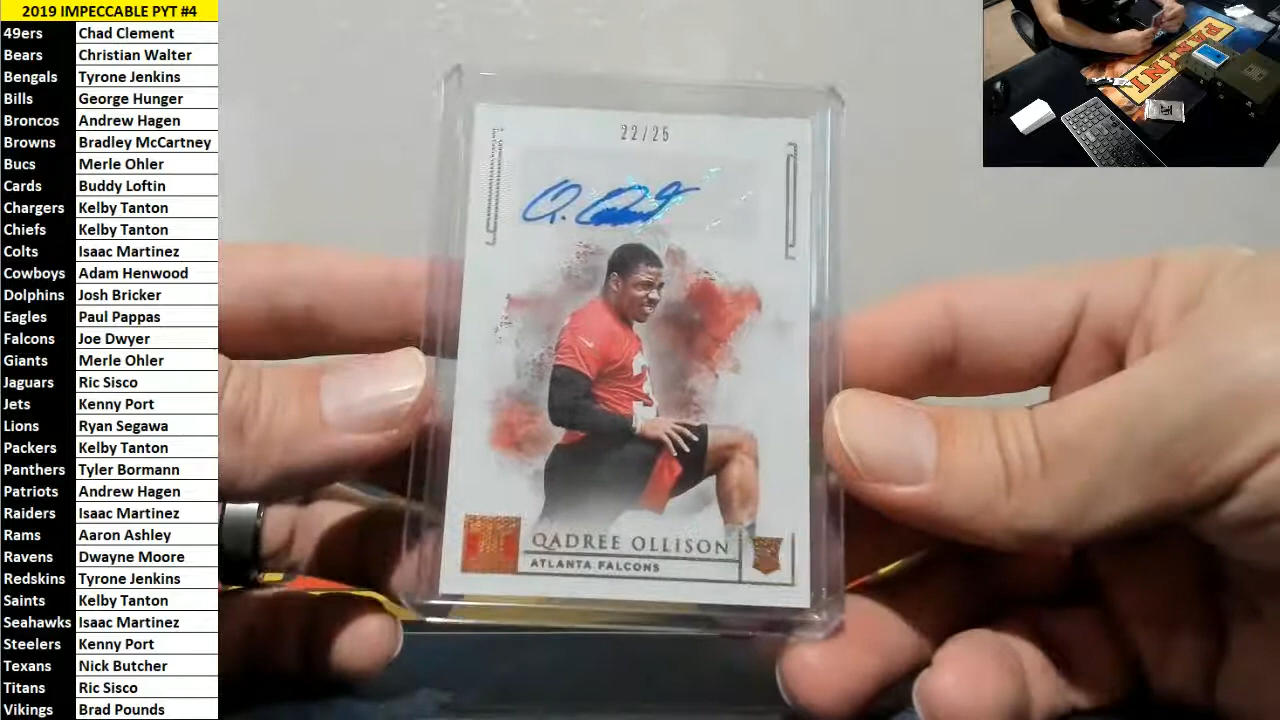 2019 IMPECCABLE PYT #4
49ers Chad Clement
Bears Christian Walter
Bengals Tyrone Jenkins
Bills George Hunger
Broncos Andrew Hagen
Browns Bradley McCartney
Bucs Merle Ohler
Cards Buddy Loftin
Chargers Kelby Tanton
Chiefs Kelby Tanton
Colts Isaac Martinez
Cowboys Adam Henwood
Dolphins Josh Bricker
Eagles Paul Pappas
Falcons Joe Dwyer
Giants Merle Ohler
Jaguars Ric Sisco
Jets Kenny Port
Lions Ryan Segawa
Packers Kelby Tanton
Panthers Tyler Bormann
Patriots Andrew Hagen
Raiders Isaac Martinez
Rams Aaron Ashley
Ravens Dwayne Moore
Redskins Tyrone Jenkins
Saints Kelby Tanton
Seahawks Isaac Martinez
Steelers Kenny Port
Texans Nick Butcher
Titans Ric Sisco
Vikings Brad Pounds
22/25
QADREE OLLISON
ATLANTA FALCONS
PANINI